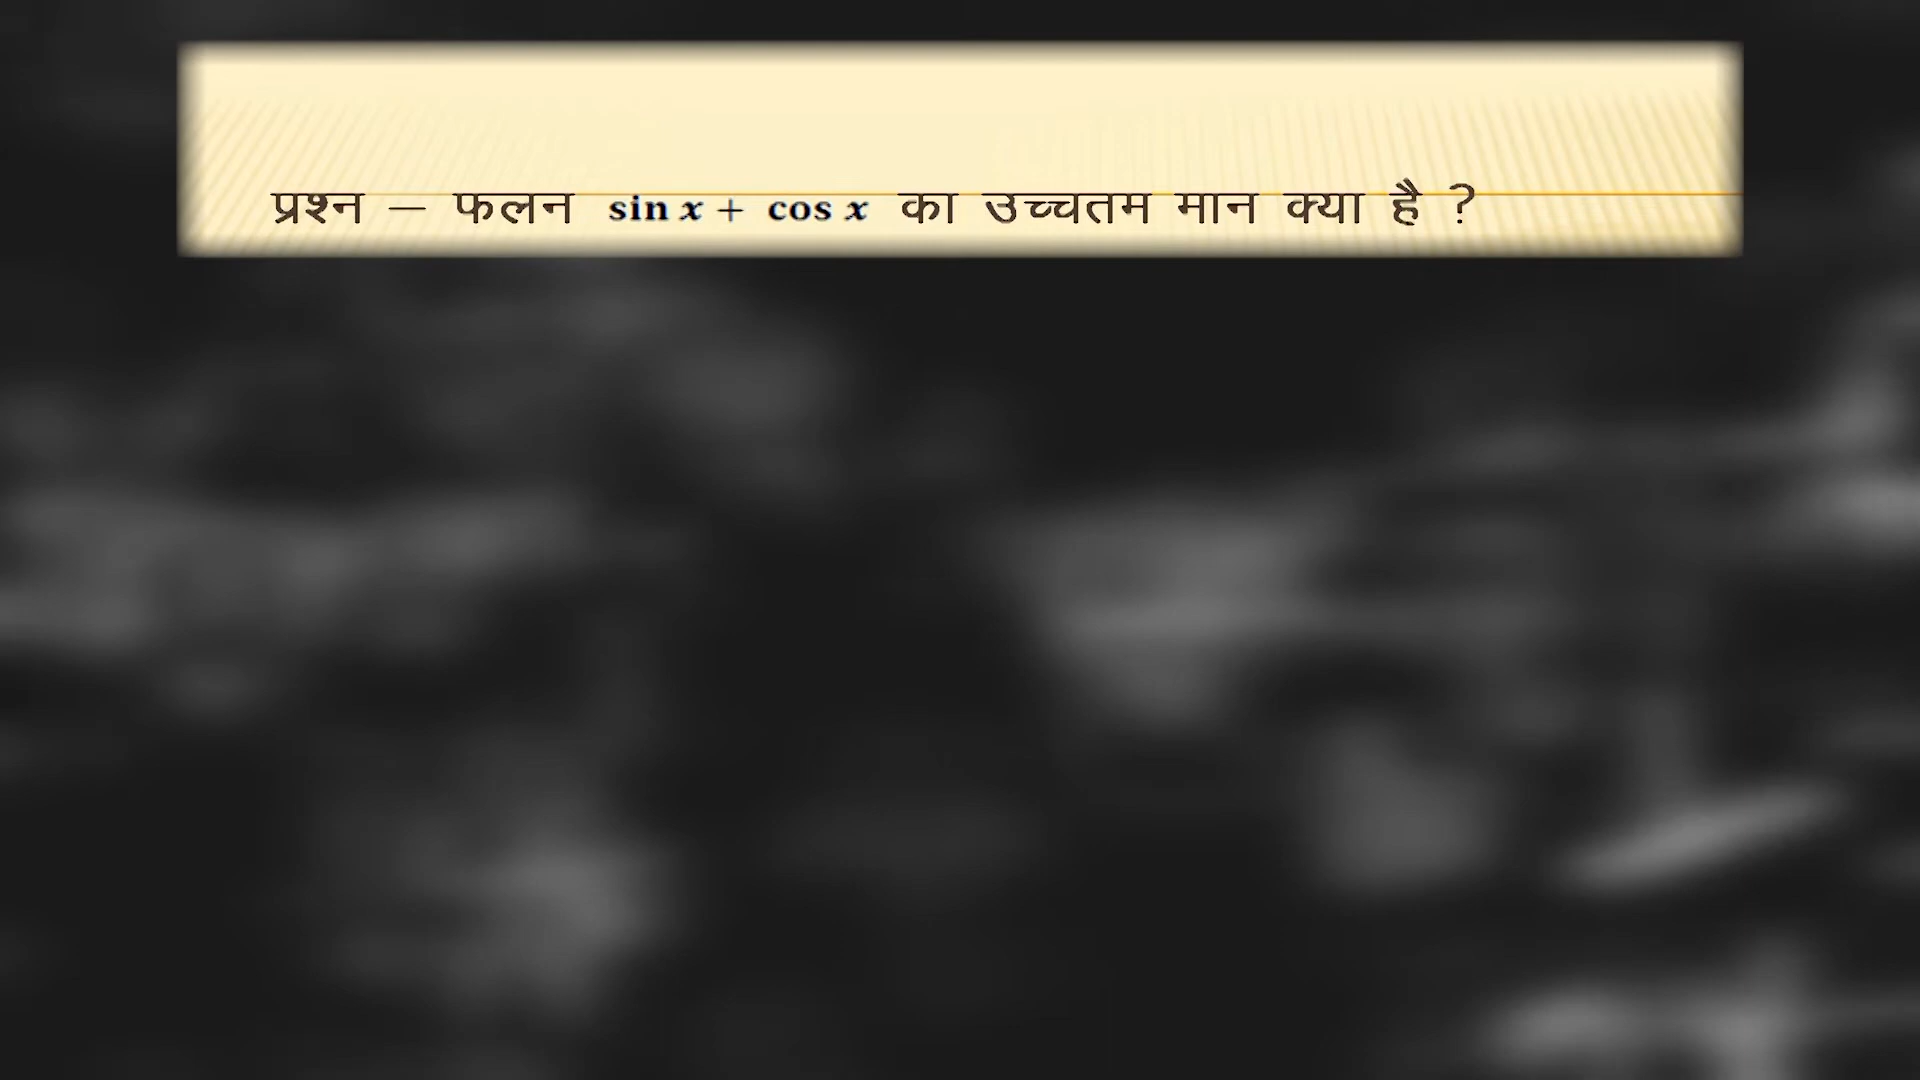 प्रश्न – फलन sin x + cos x का उच्चतम मान क्या है ?